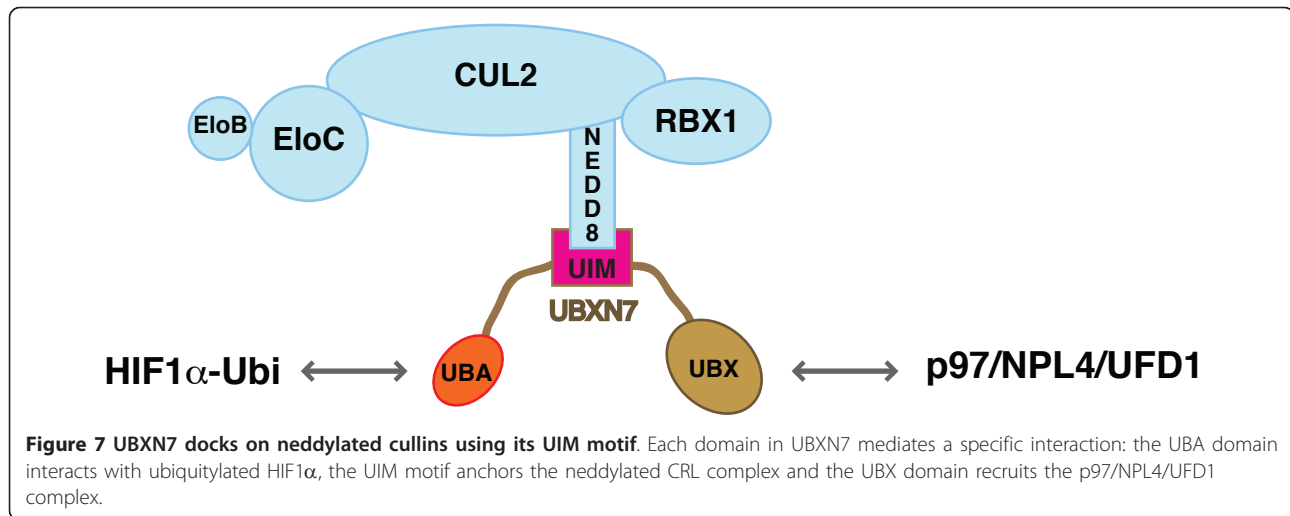 CUL2
EloB
EloC
RBX1
NEDD8
UIM
UBXN7
HIF1α-Ubi
UBA
UBX
p97/NPL4/UFD1
Figure 7 UBXN7 docks on neddylated cullins using its UIM motif. Each domain in UBXN7 mediates a specific interaction: the UBA domain
interacts with ubiquitylated HIF1α, the UIM motif anchors the neddylated CRL complex and the UBX domain recruits the p97/NPL4/UFD1
complex.